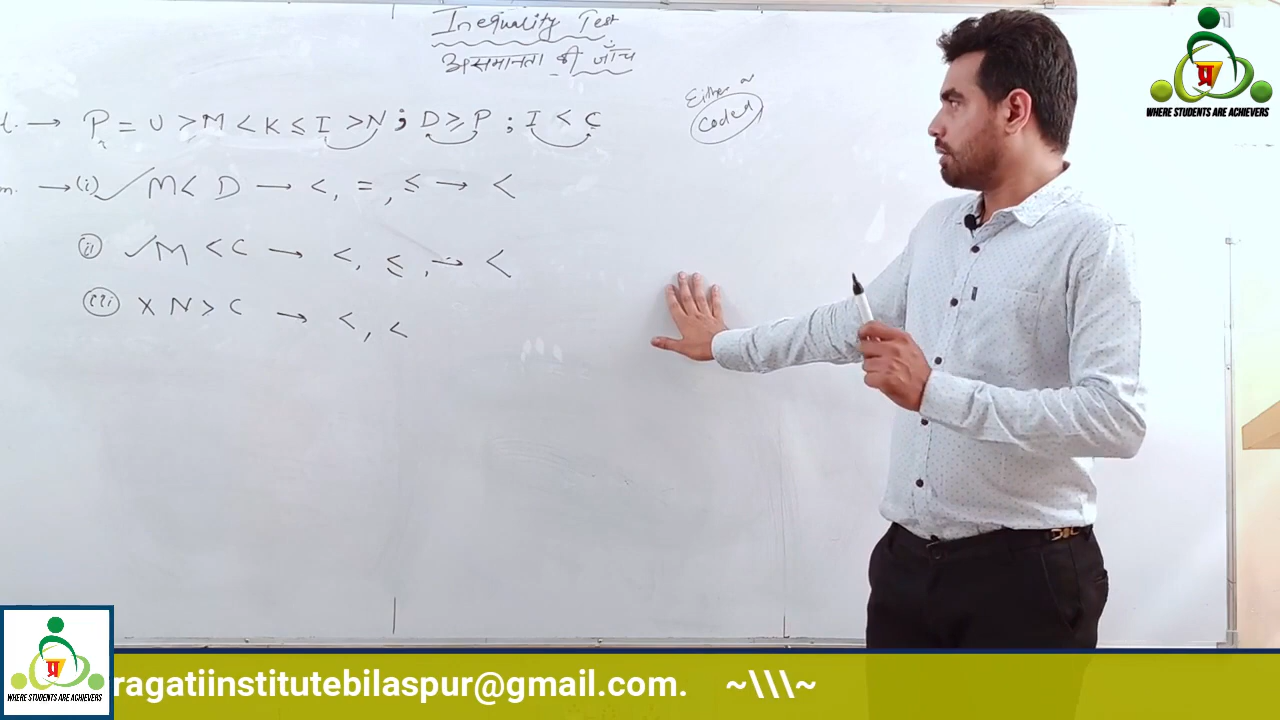 Inequality Test
असमानता की जाँच
Either
Coded
t. → P = U > M < K ≤ I > N ; D ≥ P ; I < C
n. → (i) ✓ M < D → <, =, ≤ → <
(ii) ✓ M < C → <, ≤, → <
(iii) X N > C → <, <
प्र
WHERE STUDENTS ARE ACHIEVERS
प्र
WHERE STUDENTS ARE ACHIEVERS
ragatiinstitutebilaspur@gmail.com. ~\\\~